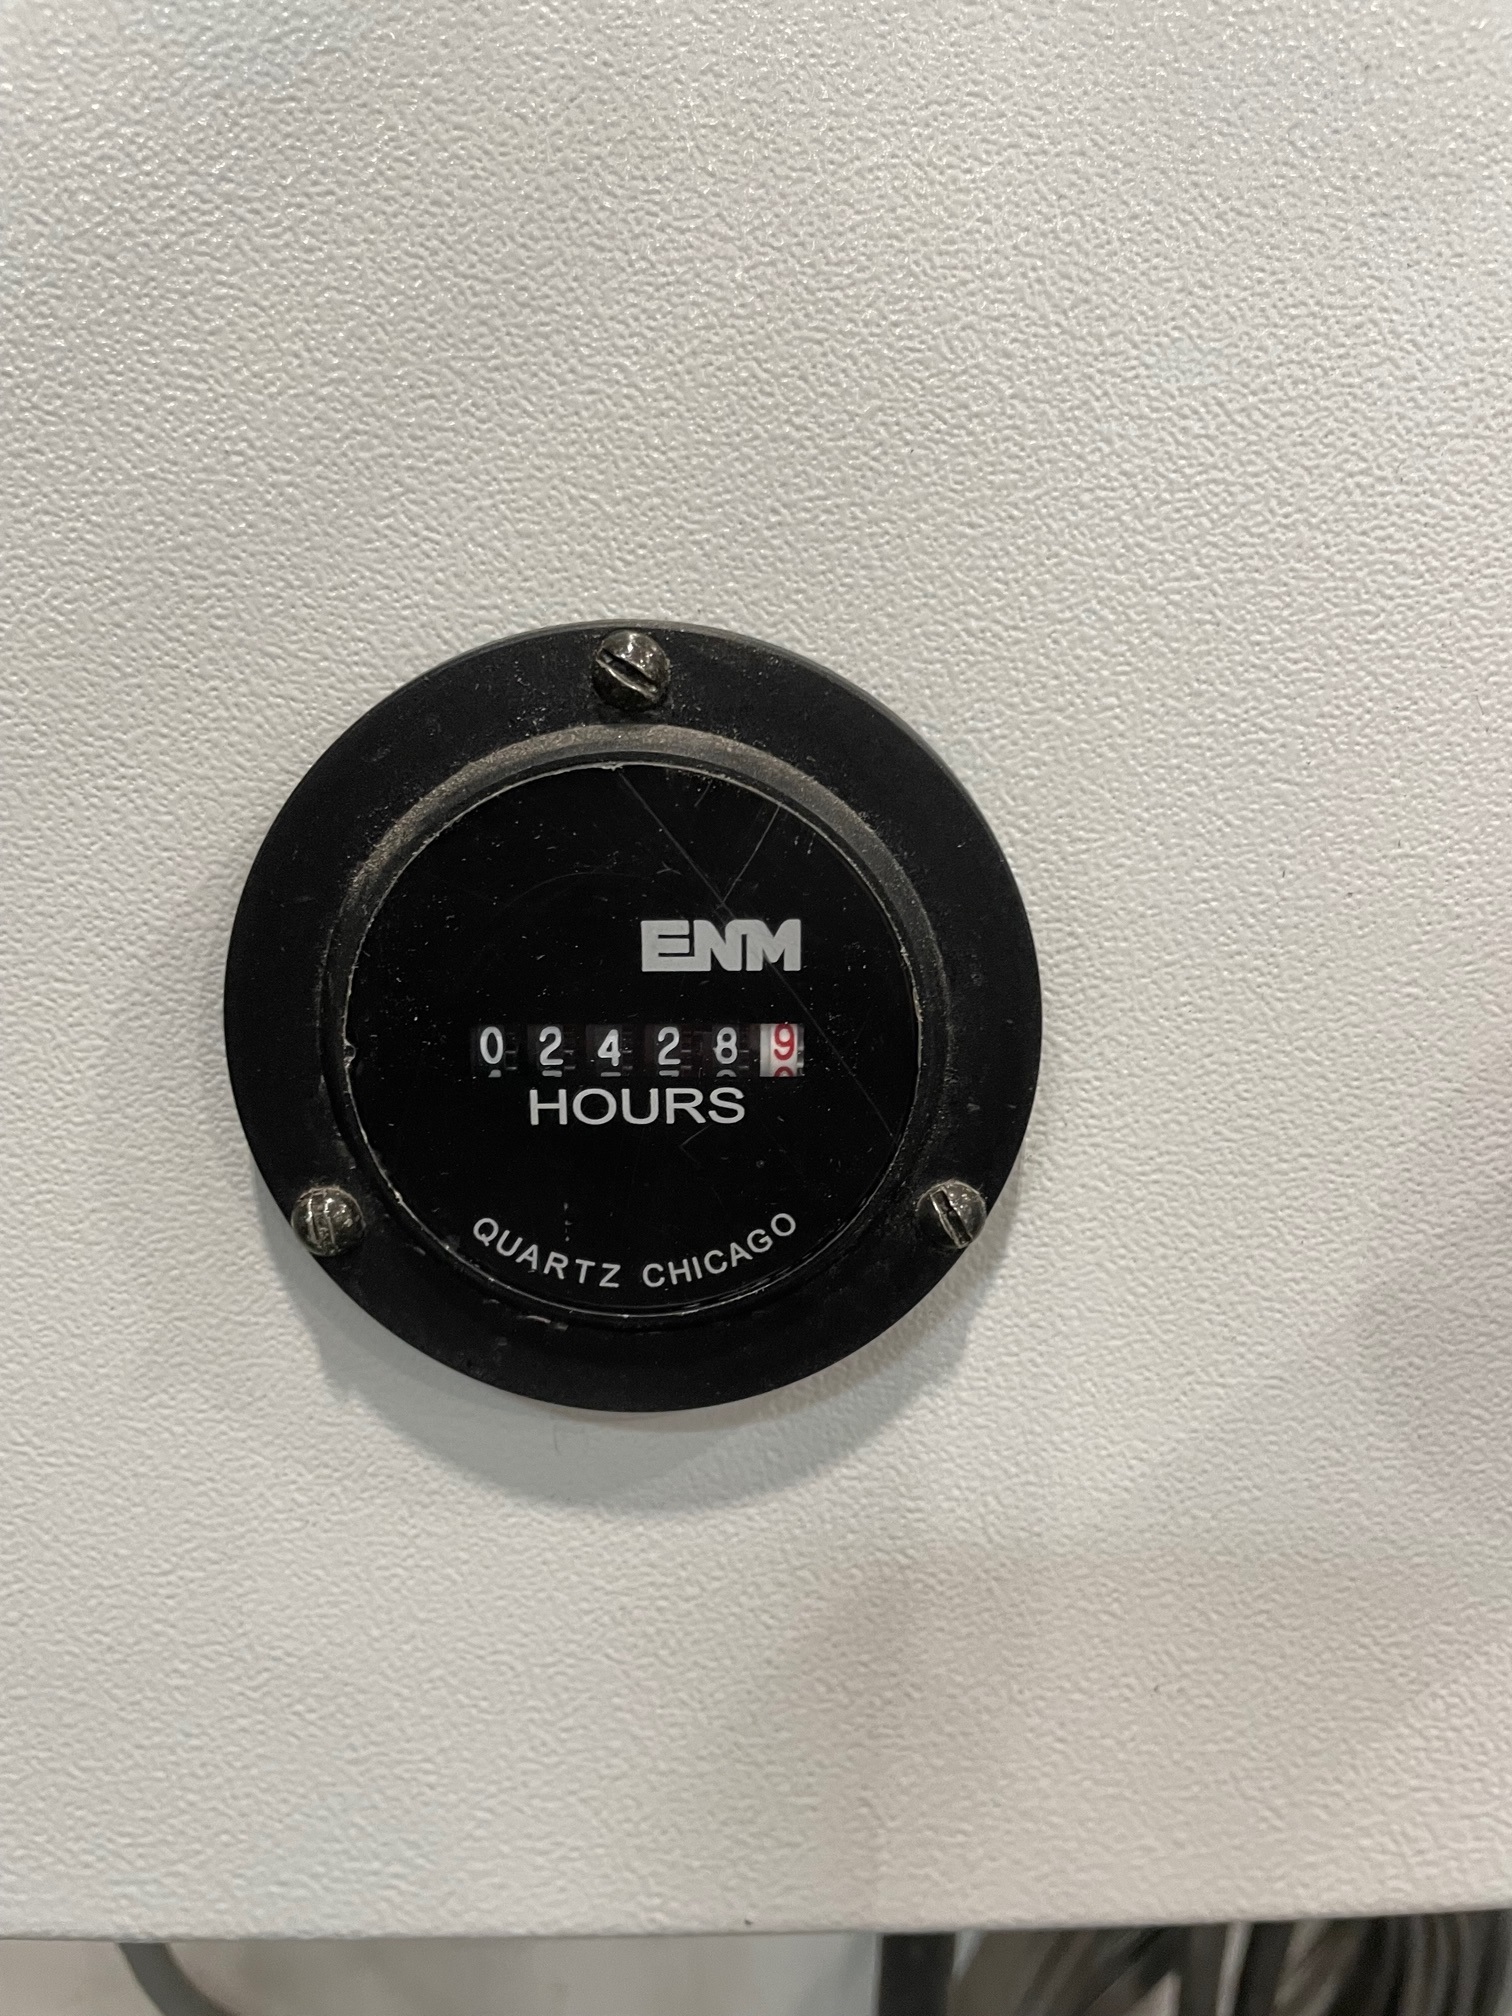 ENM
024289
HOURS
QUARTZ CHICAGO